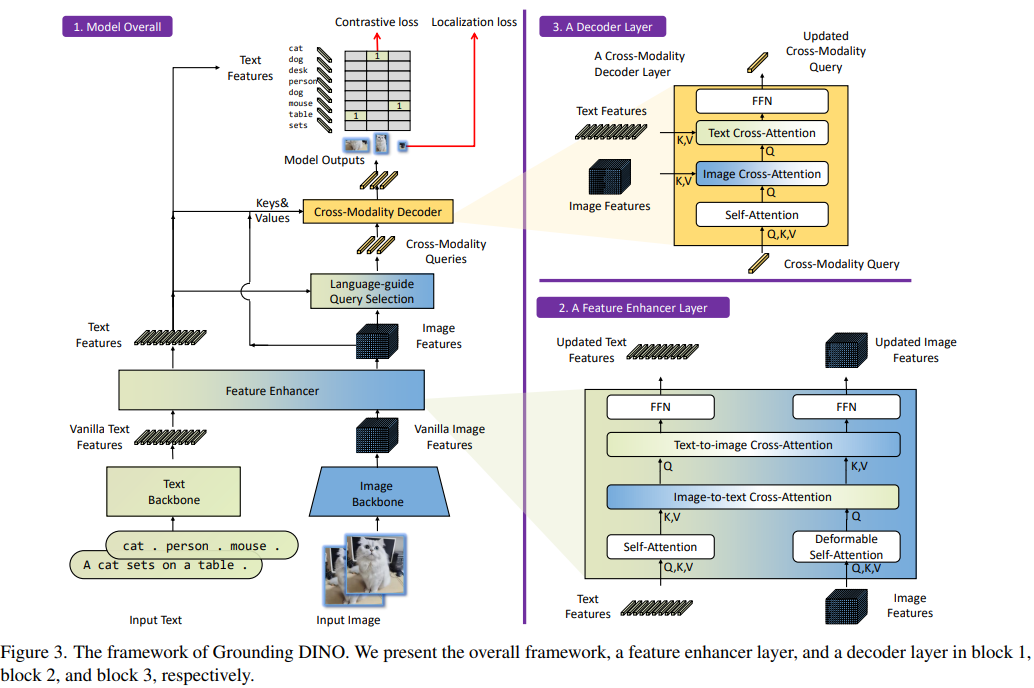 1. Model Overall
Contrastive loss
Localization loss
Text
Features
cat
dog
desk
person
dog
mouse
table
sets
1
1
1
Model Outputs
Keys&
Values
Cross-Modality Decoder
Cross-Modality
Queries
Language-guide
Query Selection
Text
Features
Image
Features
Feature Enhancer
Vanilla Text
Features
Vanilla Image
Features
Text
Backbone
Image
Backbone
cat . person . mouse .
A cat sets on a table .
Input Text
Input Image
3. A Decoder Layer
A Cross-Modality
Decoder Layer
Updated
Cross-Modality
Query
FFN
Text Features
Text Cross-Attention
K,V
Q
Image Cross-Attention
K,V
Image Features
Q
Self-Attention
Q,K,V
Cross-Modality Query
2. A Feature Enhancer Layer
Updated Text
Features
Updated Image
Features
FFN
FFN
Text-to-image Cross-Attention
Q
K,V
Image-to-text Cross-Attention
K,V
Q
Self-Attention
Deformable
Self-Attention
Q,K,V
Q,K,V
Text
Features
Image
Features
Figure 3. The framework of Grounding DINO. We present the overall framework, a feature enhancer layer, and a decoder layer in block 1,
block 2, and block 3, respectively.